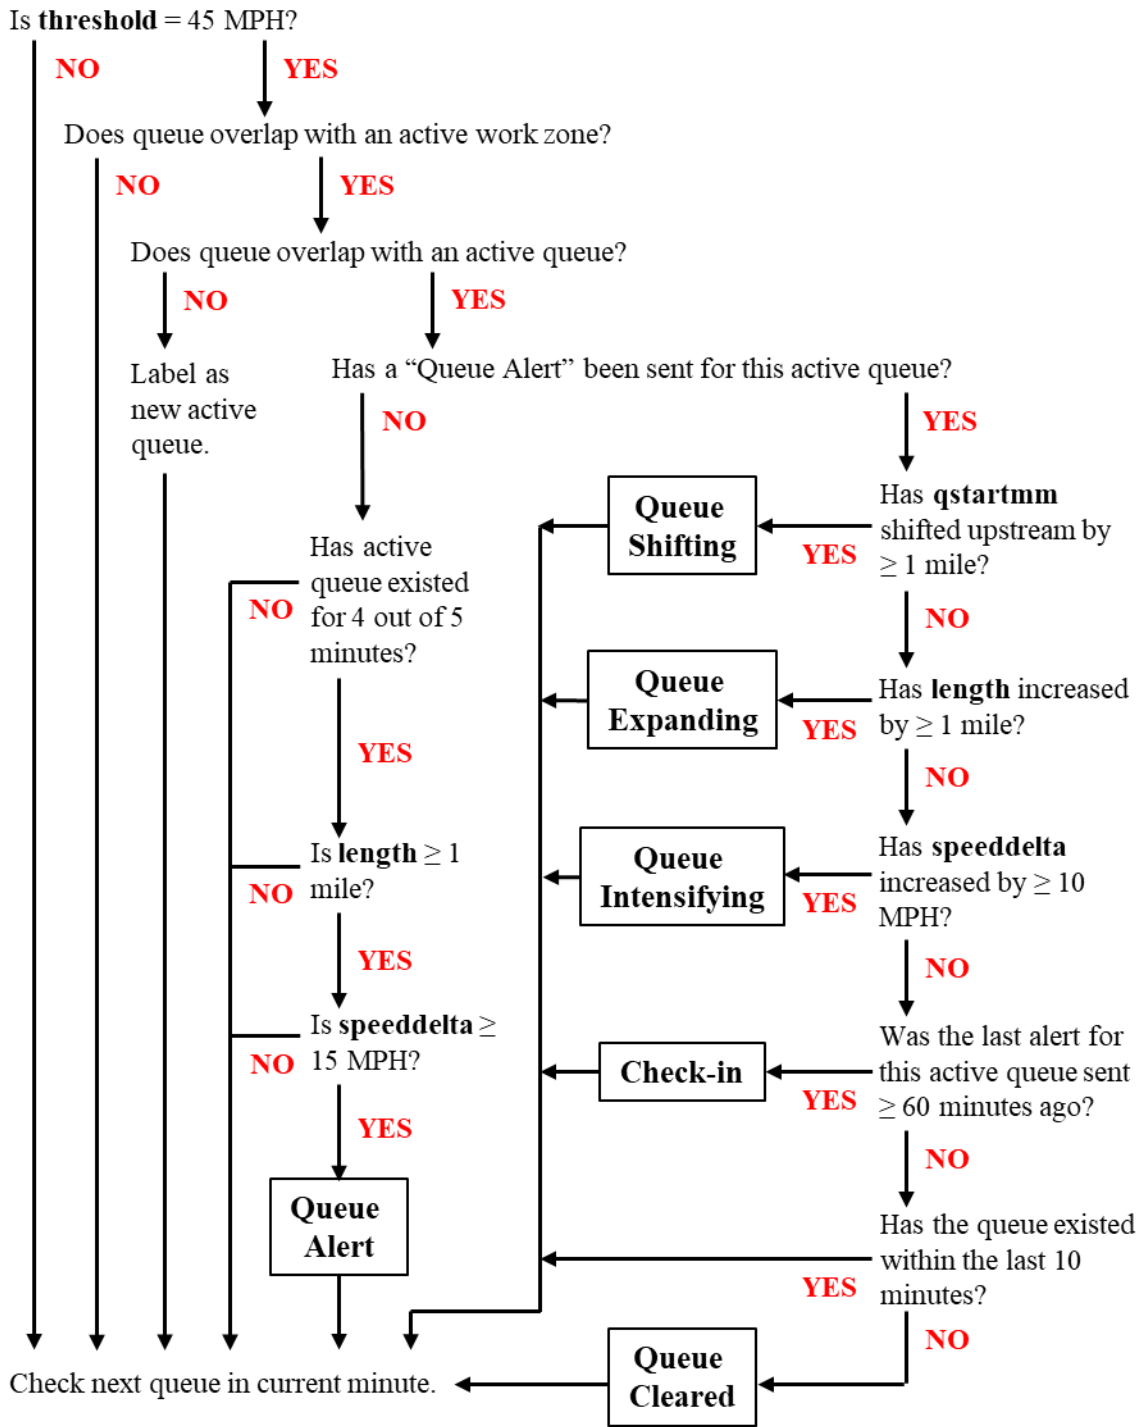 Is threshold = 45 MPH?
NO
YES
Does queue overlap with an active work zone?
NO
YES
Does queue overlap with an active queue?
NO
YES
Label as
new active
queue.
Has a “Queue Alert” been sent for this active queue?
NO
YES
Has active
queue existed
for 4 out of 5
minutes?
NO
YES
Is length ≥ 1
mile?
NO
YES
Is speeddelta ≥
15 MPH?
NO
YES
Queue
Alert
Has qstartmm
shifted upstream by
≥ 1 mile?
YES
Queue
Shifting
NO
Has length increased
by ≥ 1 mile?
YES
Queue
Expanding
NO
Has speeddelta
increased by ≥ 10
MPH?
YES
Queue
Intensifying
NO
Was the last alert for
this active queue sent
≥ 60 minutes ago?
YES
Check-in
NO
Has the queue existed
within the last 10
minutes?
YES
NO
Queue
Cleared
Check next queue in current minute.